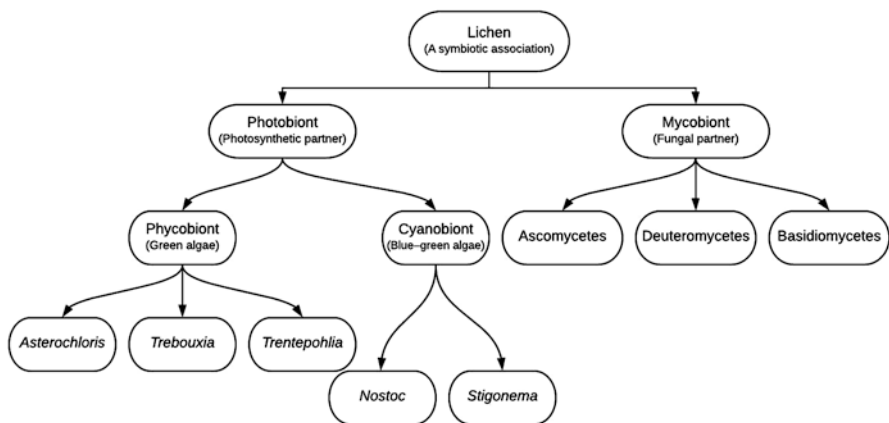 Lichen
(A symbiotic association)
Photobiont
(Photosynthetic partner)
Mycobiont
(Fungal partner)
Phycobiont
(Green algae)
Cyanobiont
(Blue–green algae)
Ascomycetes
Deuteromycetes
Basidiomycetes
Asterochloris
Trebouxia
Trentepohlia
Nostoc
Stigonema